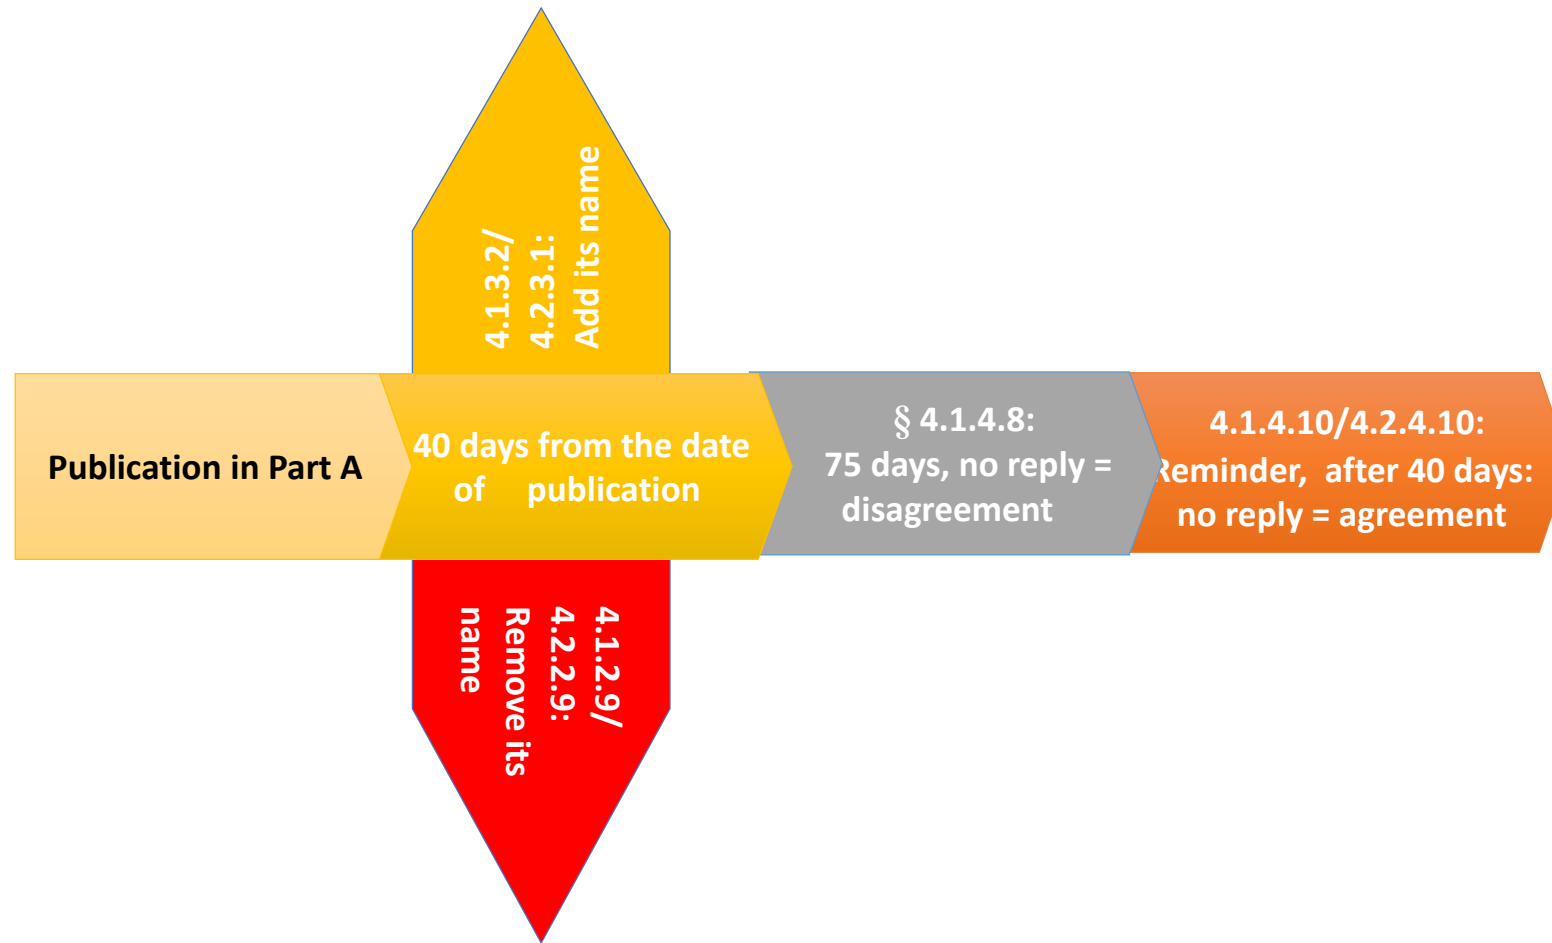 4.1.3.2/
4.2.3.1:
Add its name
Publication in Part A
40 days from the date
of publication
§ 4.1.4.8:
75 days, no reply =
disagreement
4.1.4.10/4.2.4.10:
Reminder, after 40 days:
no reply = agreement
4.1.2.9/
4.2.2.9:
Remove its
name